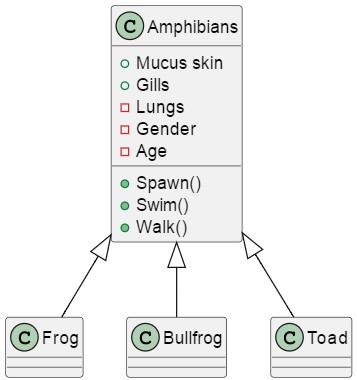 C Amphibians
Mucus skin
Gills
Lungs
Gender
Age
Spawn()
Swim()
Walk()
C Frog
C Bullfrog
C Toad